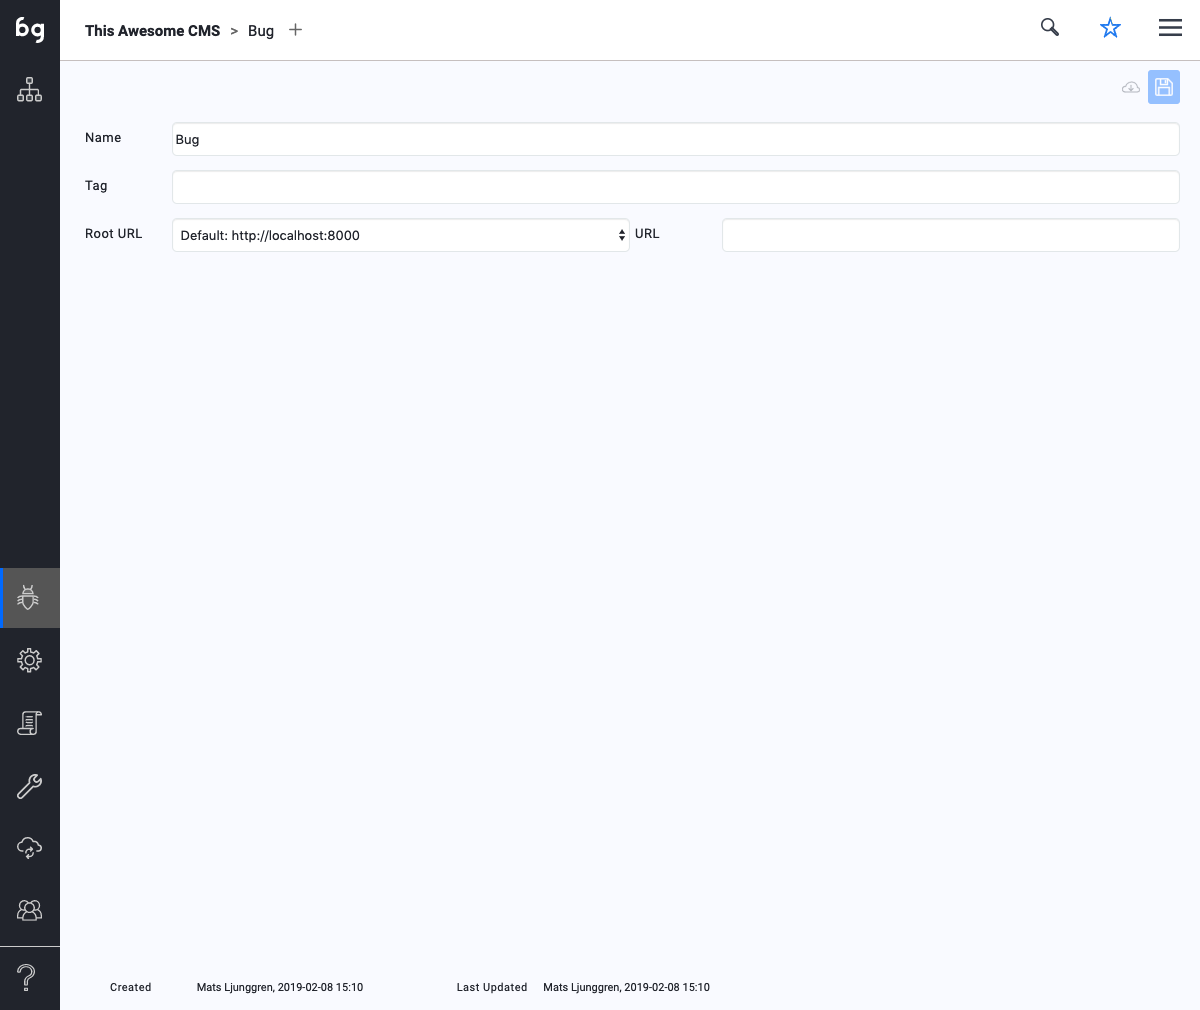 bg
This Awesome CMS > Bug +
Name Bug
Tag
Root URL Default: http://localhost:8000 URL
Created Mats Ljunggren, 2019-02-08 15:10 Last Updated Mats Ljunggren, 2019-02-08 15:10